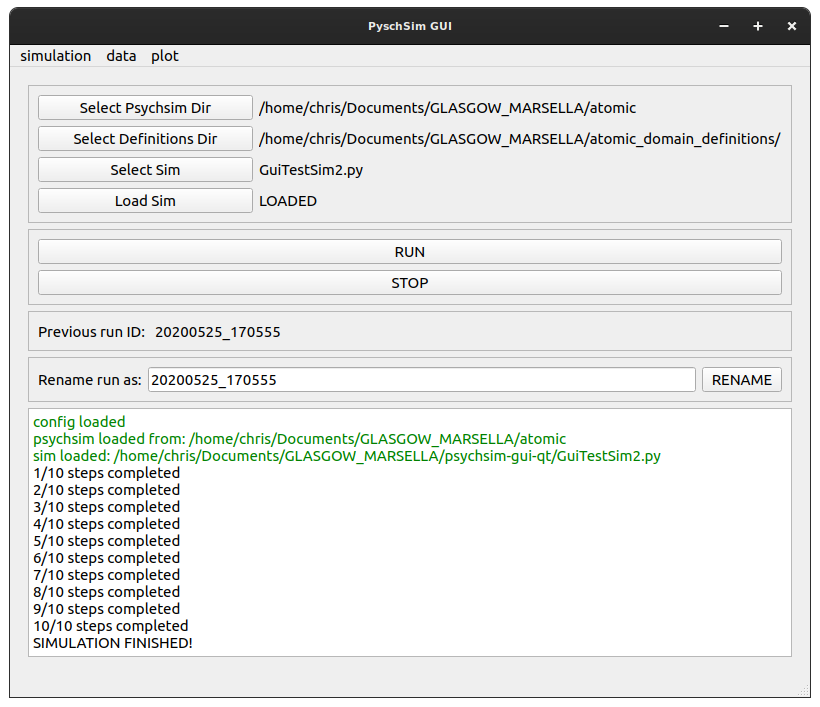 PyschSim GUI
simulation data plot
Select Psychsim Dir /home/chris/Documents/GLASGOW_MARSELLA/atomic
Select Definitions Dir /home/chris/Documents/GLASGOW_MARSELLA/atomic_domain_definitions/
Select Sim GuiTestSim2.py
Load Sim LOADED
RUN
STOP
Previous run ID: 20200525_170555
Rename run as: 20200525_170555 RENAME
config loaded
psychsim loaded from: /home/chris/Documents/GLASGOW_MARSELLA/atomic
sim loaded: /home/chris/Documents/GLASGOW_MARSELLA/psychsim-gui-qt/GuiTestSim2.py
1/10 steps completed
2/10 steps completed
3/10 steps completed
4/10 steps completed
5/10 steps completed
6/10 steps completed
7/10 steps completed
8/10 steps completed
9/10 steps completed
10/10 steps completed
SIMULATION FINISHED!